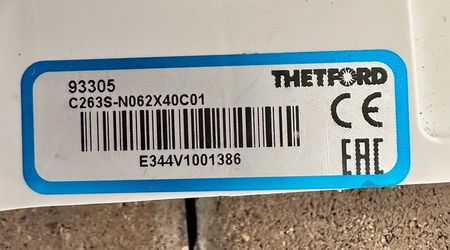 93305
THETFORD
C263S-N062X40C01
CE
E344V1001386
EAC